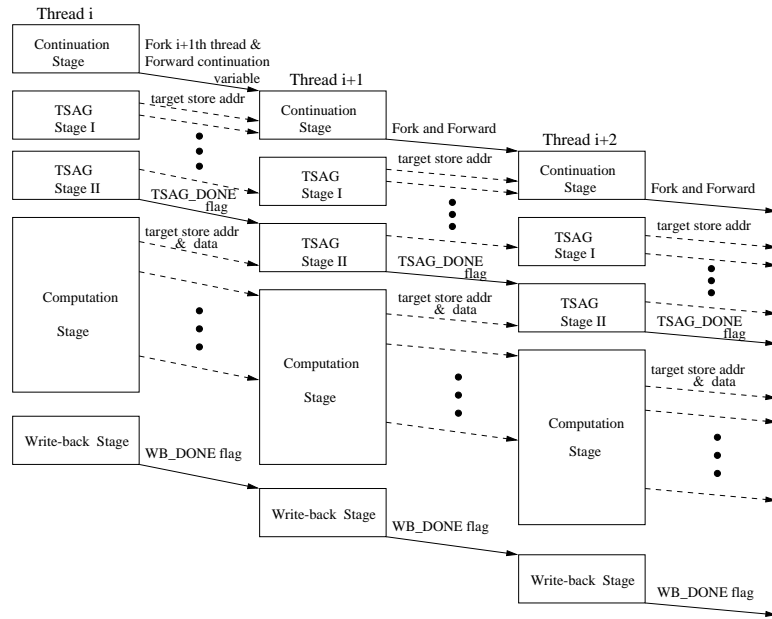 Thread i
Continuation
Stage
Fork i+1th thread &
Forward continuation
variable
TSAG
Stage I
target store addr
TSAG
Stage II
TSAG_DONE
flag
target store addr
& data
Computation
Stage
Write-back Stage
WB_DONE flag
Thread i+1
Continuation
Stage
Fork and Forward
TSAG
Stage I
target store addr
TSAG
Stage II
TSAG_DONE
flag
target store addr
& data
Computation
Stage
Write-back Stage
WB_DONE flag
Thread i+2
Continuation
Stage
Fork and Forward
TSAG
Stage I
target store addr
TSAG
Stage II
TSAG_DONE
flag
target store addr
& data
Computation
Stage
Write-back Stage
WB_DONE flag